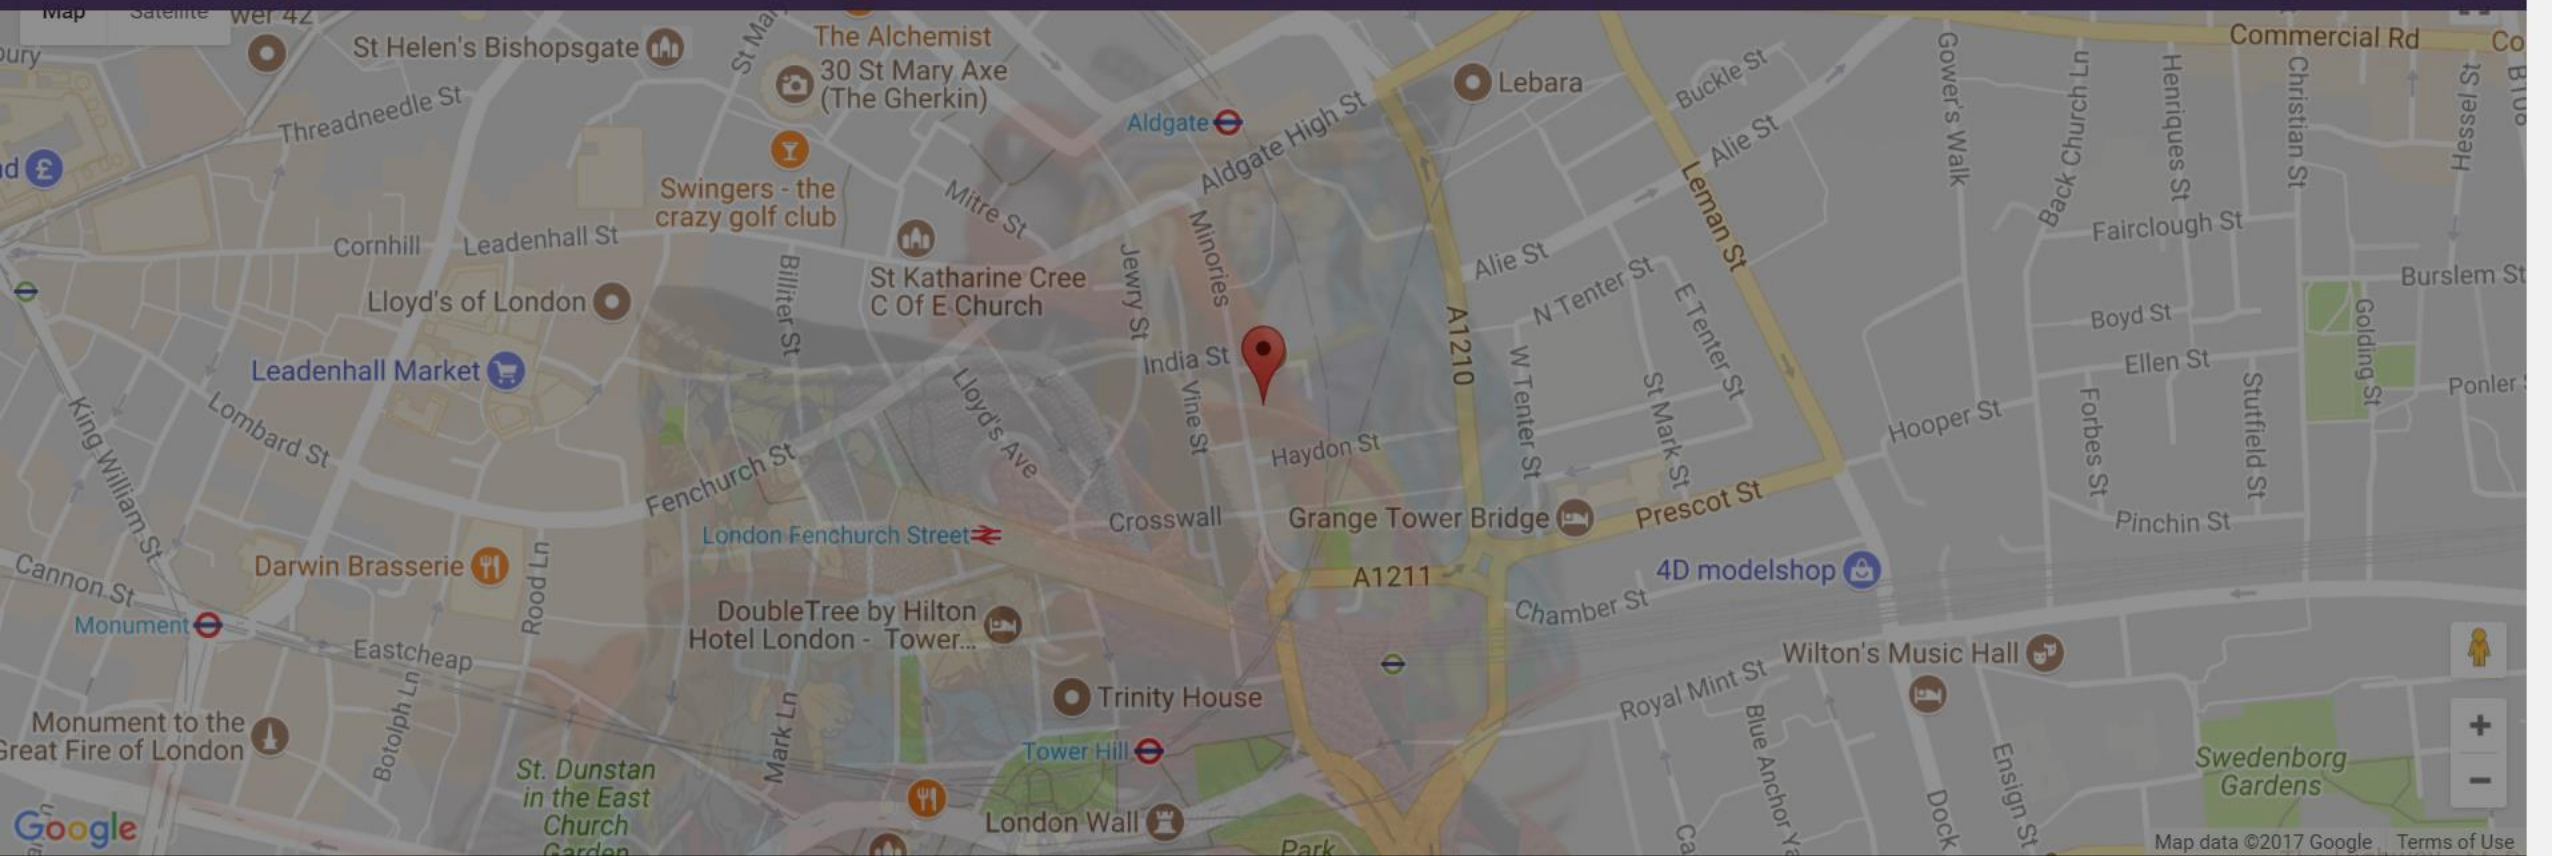 Map
Satellite
wer 42
St Helen's Bishopsgate
St Mary
The Alchemist
30 St Mary Axe
(The Gherkin)
Lebara
Buckle St
Gower's Walk
Back Church Ln
Henriques St
Christian St
Commercial Rd
Co
Hessel St
bury
Threadneedle St
Aldgate
Aldgate High St
Alie St
Leman St
Swingers - the
crazy golf club
Mitre St
Minories
Cornhill
Leadenhall St
Billiter St
St Katharine Cree
C Of E Church
Jewry St
Alie St
N Tenter St
E Tenter St
Fairclough St
Burslem St
Lloyd's of London
A1210
Boyd St
Golding St
Leadenhall Market
India St
Vine St
W Tenter St
St Mark St
Ellen St
Ponler
King William St
Lombard St
Lloyd's Ave
Fenchurch St
Haydon St
Hooper St
Forbes St
Stutfield St
London Fenchurch Street
Crosswall
Grange Tower Bridge
Prescot St
Pinchin St
Cannon St
Darwin Brasserie
Rood Ln
A1211
4D modelshop
Monument
DoubleTree by Hilton
Hotel London - Tower...
Chamber St
Eastcheap
Wilton's Music Hall
Trinity House
Royal Mint St
Monument to the
Great Fire of London
Botolph Ln
Mark Ln
Tower Hill
Blue Anchor Ya
Ensign St
Swedenborg
Gardens
St. Dunstan
in the East
Church
Garden
London Wall
Dock
Park
Google
Map data ©2017 Google
Terms of Use